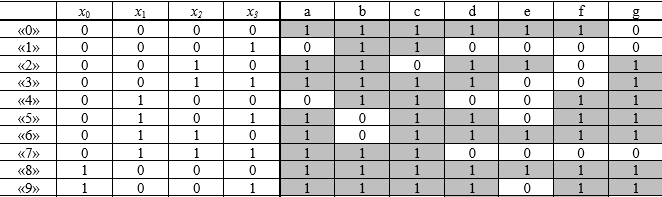 x0 x1 x2 x3 a b c d e f g
«0» 0 0 0 0 1 1 1 1 1 1 0
«1» 0 0 0 1 0 1 1 0 0 0 0
«2» 0 0 1 0 1 1 0 1 1 0 1
«3» 0 0 1 1 1 1 1 1 0 0 1
«4» 0 1 0 0 0 1 1 0 0 1 1
«5» 0 1 0 1 1 0 1 1 0 1 1
«6» 0 1 1 0 1 0 1 1 1 1 1
«7» 0 1 1 1 1 1 1 0 0 0 0
«8» 1 0 0 0 1 1 1 1 1 1 1
«9» 1 0 0 1 1 1 1 1 0 1 1